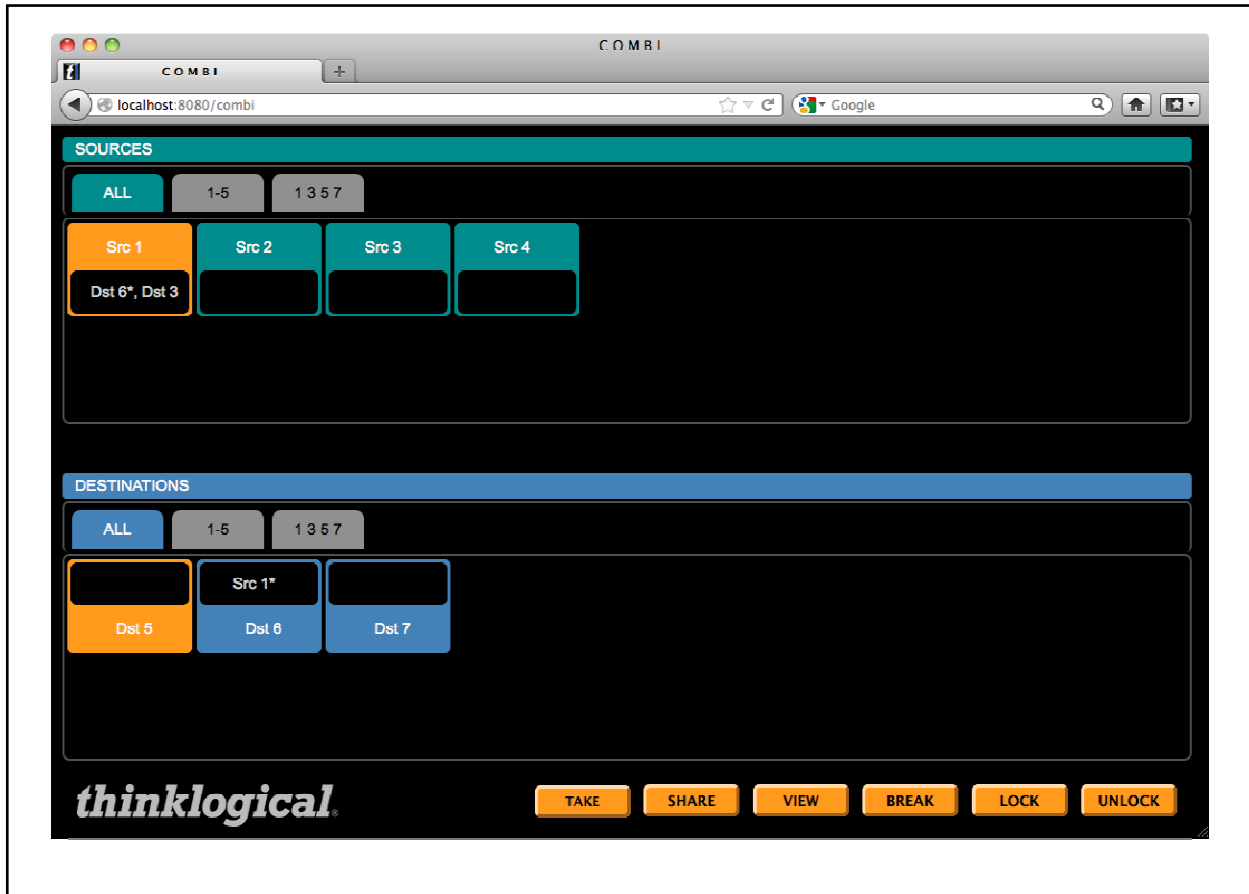 COMBI
COMBI
localhost:8080/combi
Google
SOURCES
ALL 1-5 1 3 5 7
Src 1 Src 2 Src 3 Src 4
Dst 6*, Dst 3
DESTINATIONS
ALL 1-5 1 3 5 7
Src 1*
Dst 5 Dst 6 Dst 7
thinklogical®
TAKE SHARE VIEW BREAK LOCK UNLOCK